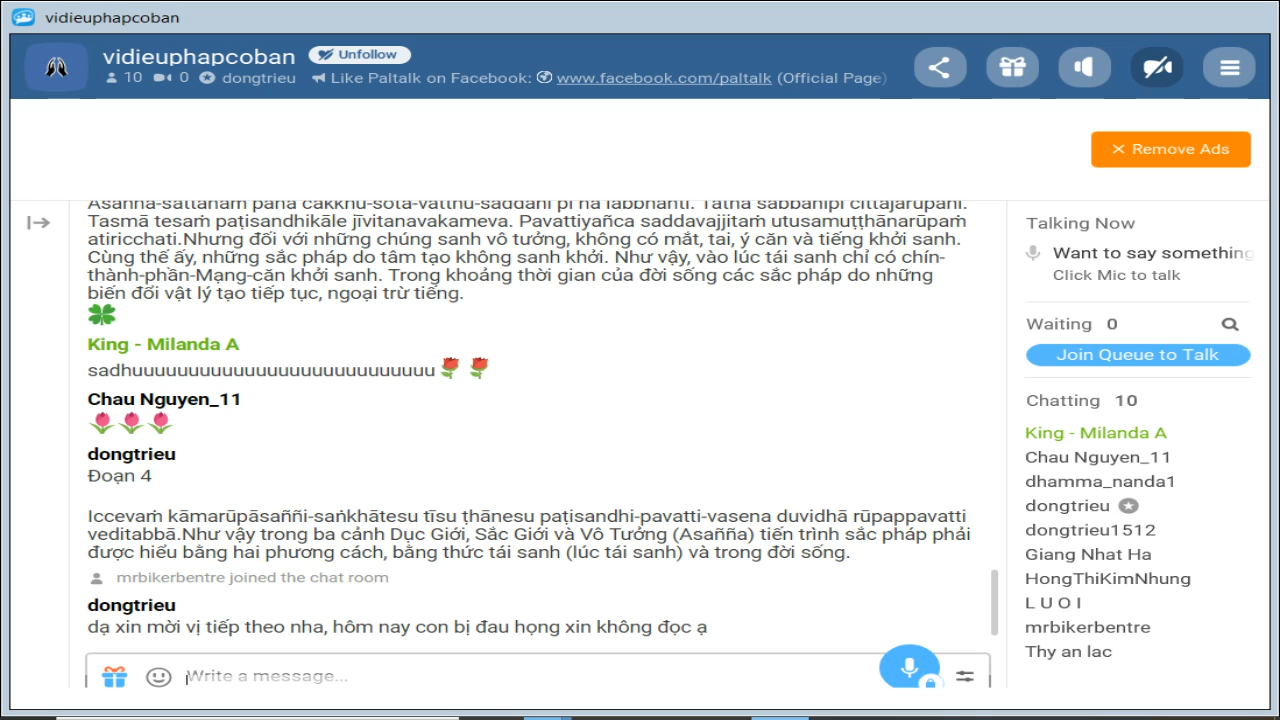 vidieuphapcoban
vidieuphapcoban Unfollow
10 0 dongtrieu Like Paltalk on Facebook: www.facebook.com/paltalk (Official Page)
Remove Ads
Asañña-sattānaṁ pana cakkhu-sota-vatthu-saddāni pi na labbhanti. Tathā sabbānipi cittajarūpāni.
Tasmā tesaṁ paṭisandhikāle jīvitanavakameva. Pavattiyañca saddavajjitaṁ utusamuṭṭhānarūpaṁ
atiricchati.Nhưng đối với những chúng sanh vô tưởng, không có mắt, tai, ý căn và tiếng khởi sanh.
Cùng thế ấy, những sắc pháp do tâm tạo không sanh khởi. Như vậy, vào lúc tái sanh chỉ có chín-
thành-phần-Mạng-căn khởi sanh. Trong khoảng thời gian của đời sống các sắc pháp do những
biến đổi vật lý tạo tiếp tục, ngoại trừ tiếng.
King - Milanda A
sadhuuuuuuuuuuuuuuuuuuuuuuuuuuu
Chau Nguyen_11
dongtrieu
Đoạn 4
Iccevaṁ kāmarūpāsaññi-saṅkhātesu tīsu ṭhānesu paṭisandhi-pavatti-vasena duvidhā rūpappavatti
veditabbā.Như vậy trong ba cảnh Dục Giới, Sắc Giới và Vô Tưởng (Asañña) tiến trình sắc pháp phải
được hiểu bằng hai phương cách, bằng thức tái sanh (lúc tái sanh) và trong đời sống.
mrbikerbentre joined the chat room
dongtrieu
dạ xin mời vị tiếp theo nha, hôm nay con bị đau họng xin không đọc ạ
Write a message...
Talking Now
Want to say something
Click Mic to talk
Waiting 0
Join Queue to Talk
Chatting 10
King - Milanda A
Chau Nguyen_11
dhamma_nanda1
dongtrieu
dongtrieu1512
Giang Nhat Ha
HongThiKimNhung
L U O I
mrbikerbentre
Thy an lac